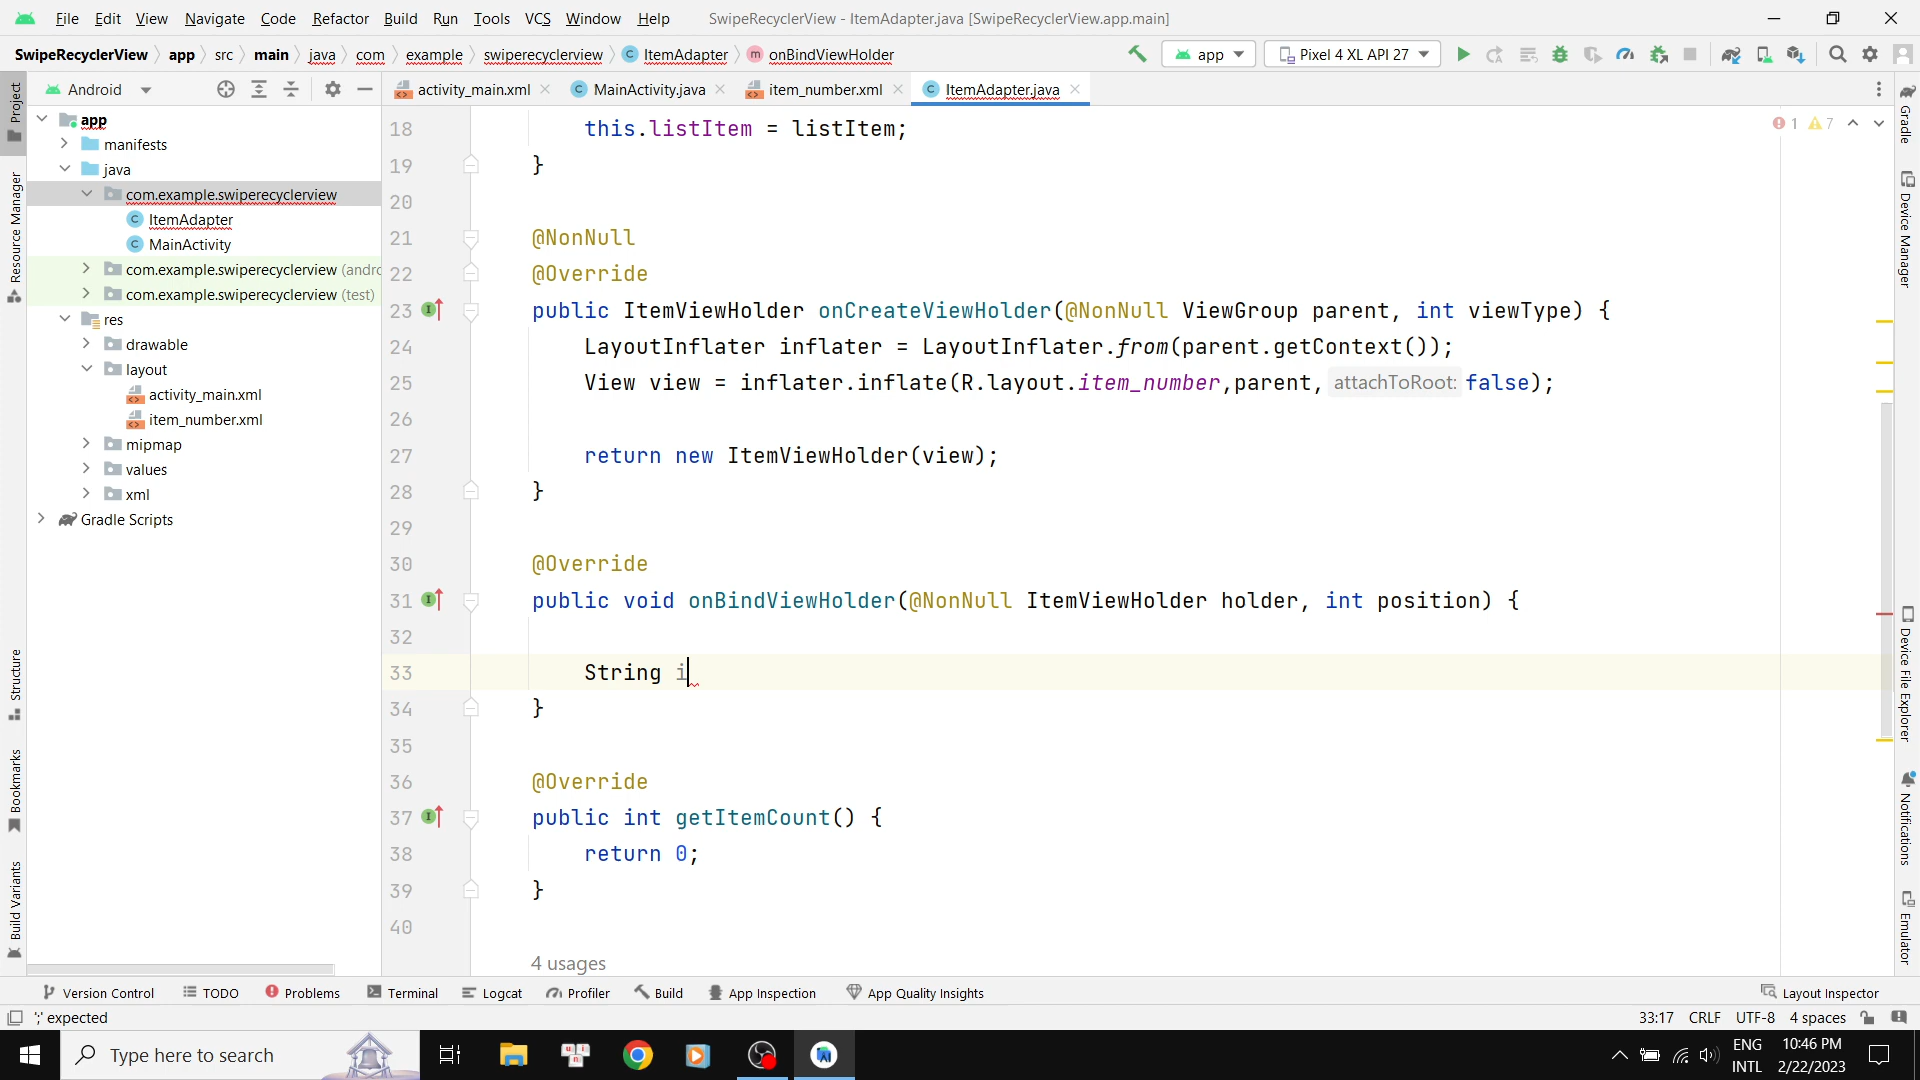 File Edit View Navigate Code Refactor Build Run Tools VCS Window Help SwipeRecyclerView - ItemAdapter.java [SwipeRecyclerView.app.main]
SwipeRecyclerView app src main java com example swiperecyclerview ItemAdapter onBindViewHolder app Pixel 4 XL API 27
Android
activity_main.xml MainActivity.java item_number.xml ItemAdapter.java
Project
Resource Manager
Structure
Bookmarks
Build Variants
app
manifests
java
com.example.swiperecyclerview
ItemAdapter
MainActivity
com.example.swiperecyclerview (andro
com.example.swiperecyclerview (test)
res
drawable
layout
activity_main.xml
item_number.xml
mipmap
values
xml
Gradle Scripts
1 7
18 this.listItem = listItem;
19 }
20
21 @NonNull
22 @Override
23 public ItemViewHolder onCreateViewHolder(@NonNull ViewGroup parent, int viewType) {
24 LayoutInflater inflater = LayoutInflater.from(parent.getContext());
25 View view = inflater.inflate(R.layout.item_number,parent, attachToRoot: false);
26
27 return new ItemViewHolder(view);
28 }
29
30 @Override
31 public void onBindViewHolder(@NonNull ItemViewHolder holder, int position) {
32
33 String i
34 }
35
36 @Override
37 public int getItemCount() {
38 return 0;
39 }
40
4 usages
Gradle
Device Manager
Device File Explorer
Notifications
Emulator
Version Control TODO Problems Terminal Logcat Profiler Build App Inspection App Quality Insights Layout Inspector
';' expected 33:17 CRLF UTF-8 4 spaces
Type here to search ENG 10:46 PM
INTL 2/22/2023